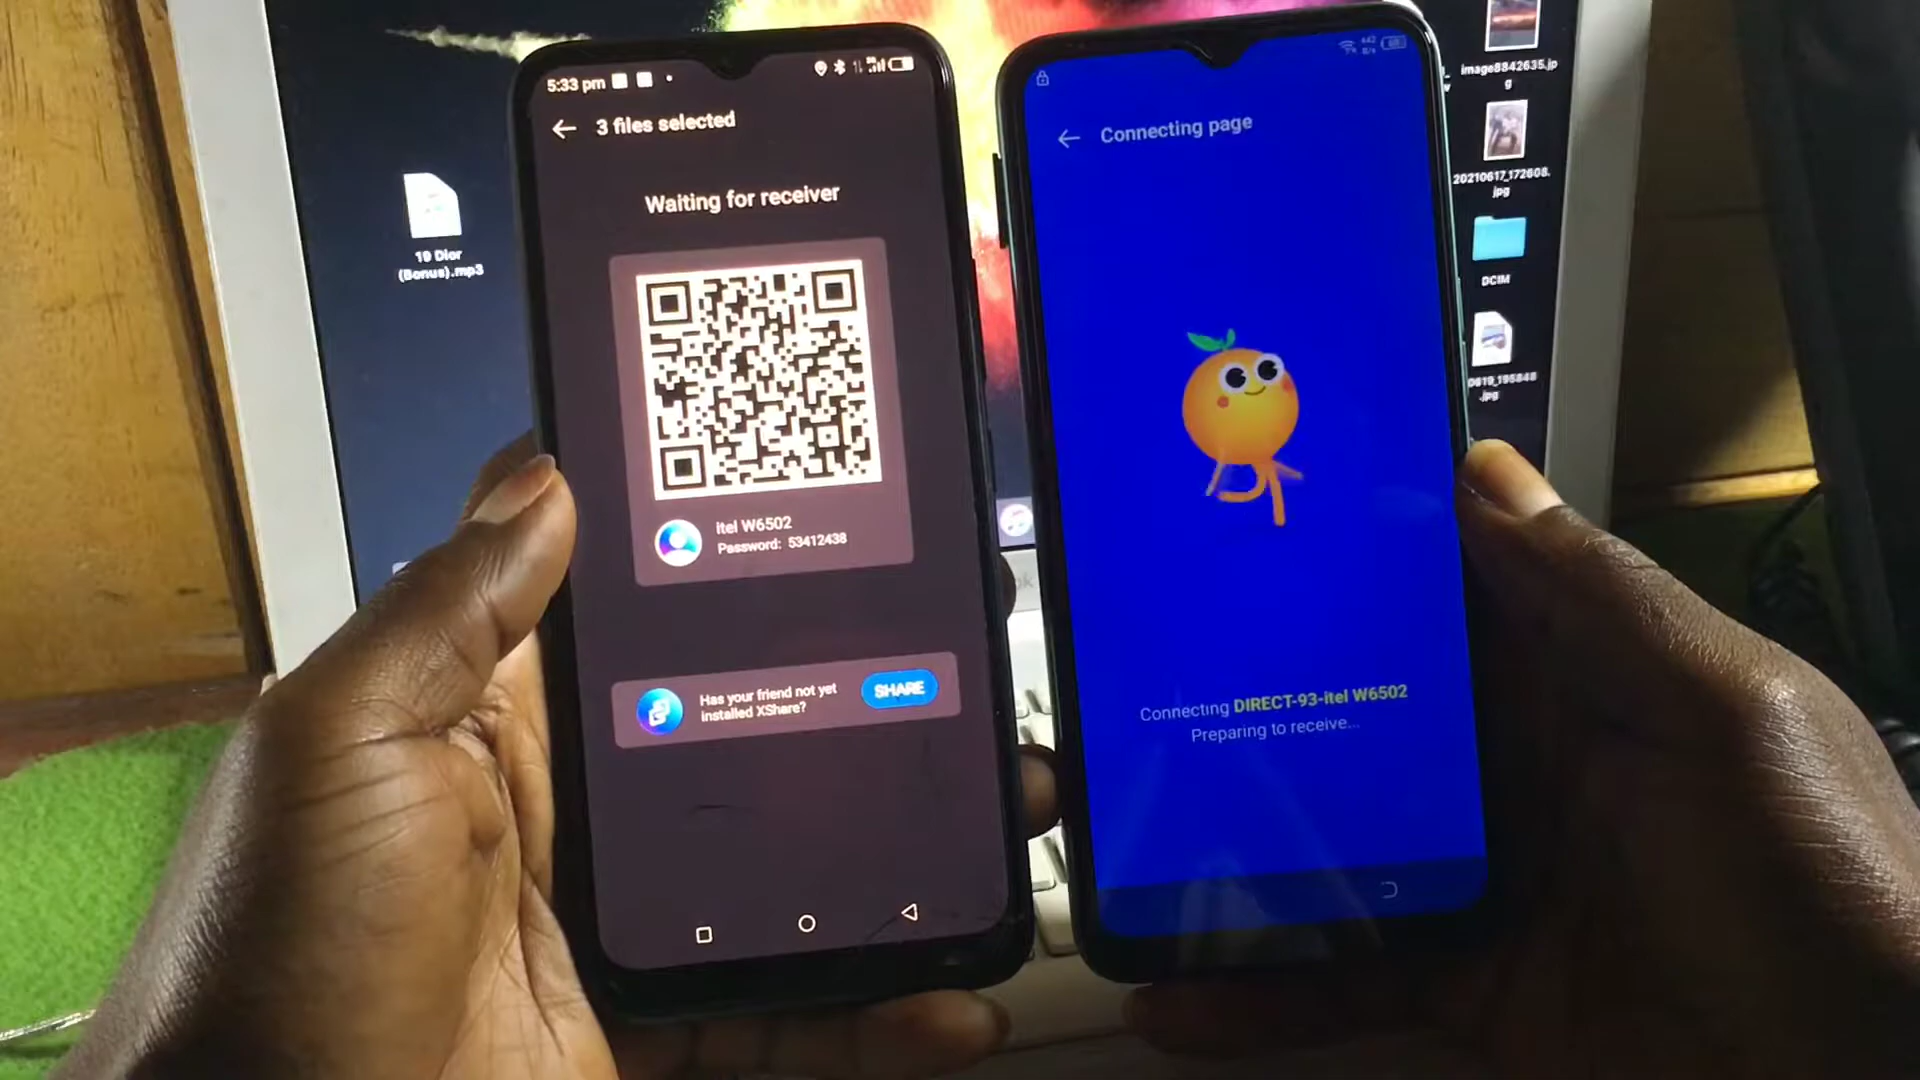 5:33 pm
3 files selected
Waiting for receiver
itel W6502
Password: 53412438
Has your friend not yet
installed XShare?
SHARE
Connecting page
Connecting DIRECT-93-itel W6502
Preparing to receive...
19 Dior
(Bonus).mp3
image8842635.jp
g
20210617_172608.
jpg
DCIM
0619_195848
.jpg